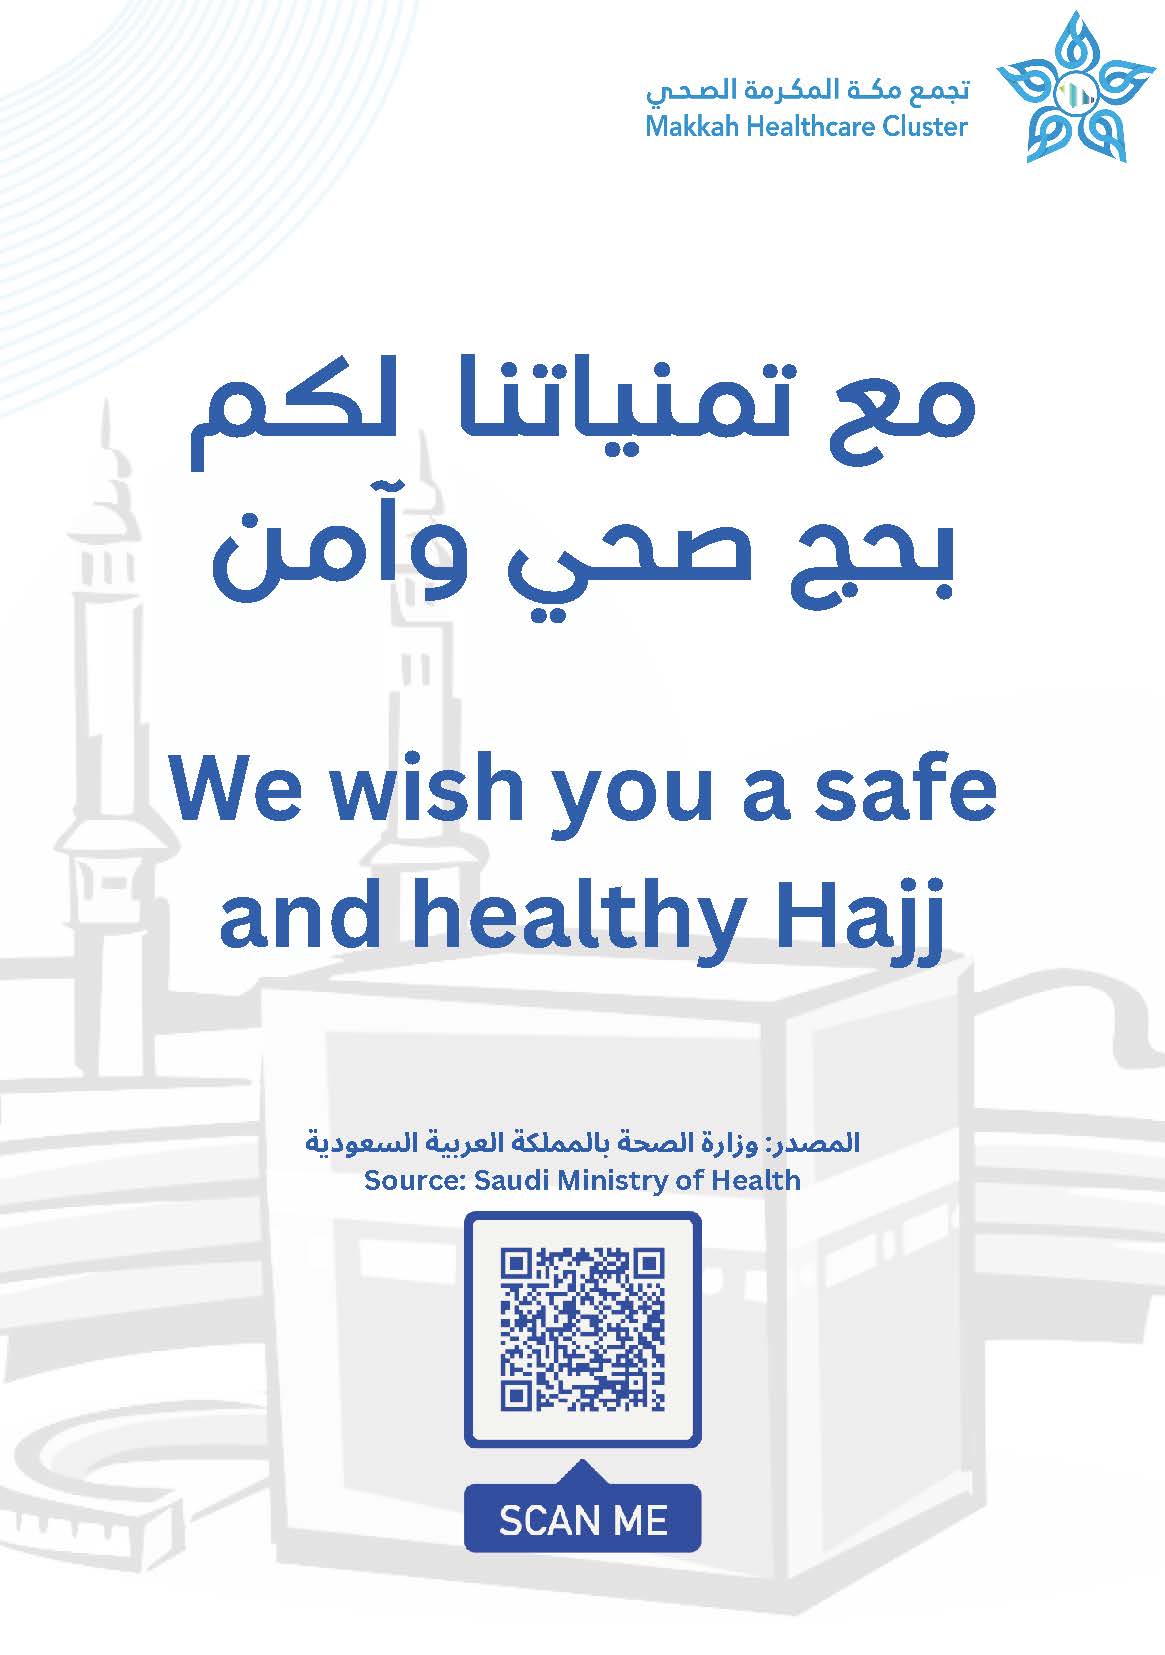 تجمع مكة المكرمة الصحي
Makkah Healthcare Cluster
مع تمنياتنا لكم
بحج صحي وآمن
We wish you a safe
and healthy Hajj
المصدر: وزارة الصحة بالمملكة العربية السعودية
Source: Saudi Ministry of Health
SCAN ME